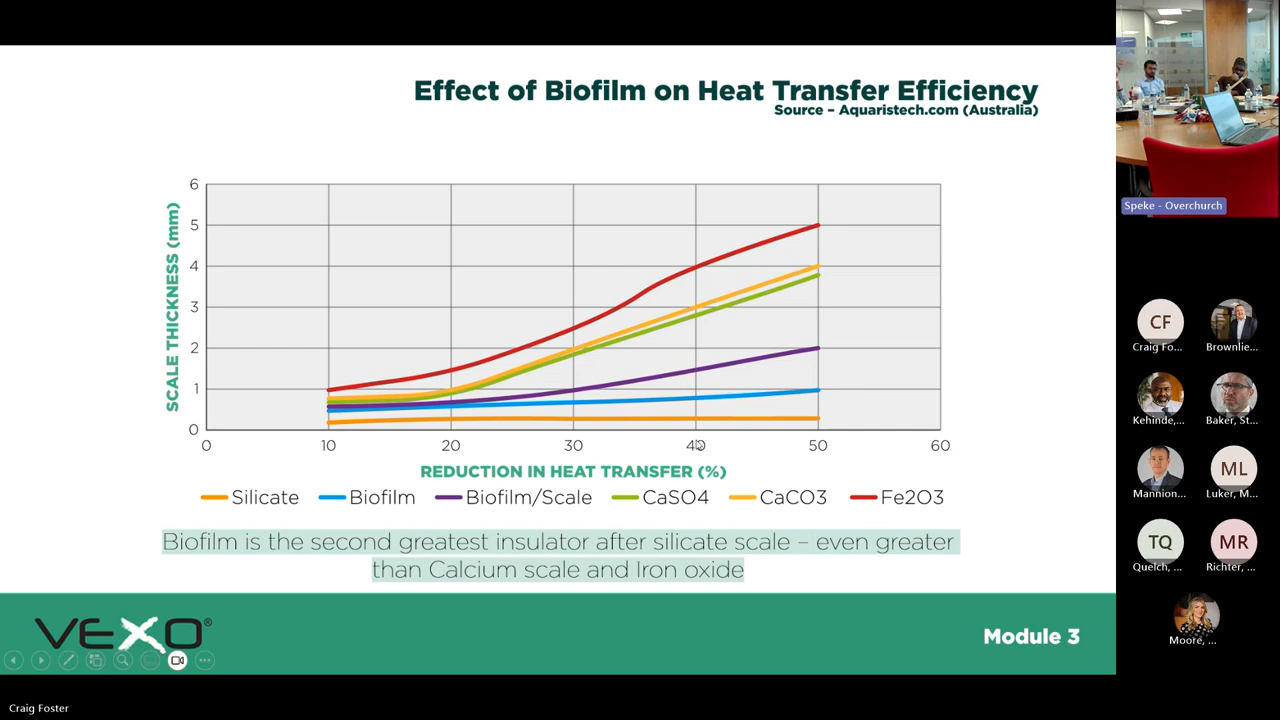 Effect of Biofilm on Heat Transfer Efficiency
Source – Aquaristech.com (Australia)
SCALE THICKNESS (mm)
6
5
4
3
2
1
0
0 10 20 30 40 50 60
REDUCTION IN HEAT TRANSFER (%)
Silicate Biofilm Biofilm/Scale CaSO4 CaCO3 Fe2O3
Biofilm is the second greatest insulator after silicate scale – even greater
than Calcium scale and Iron oxide
VEXO®
Module 3
Craig Foster
Speke - Overchurch
CF
Craig Fo...
Brownlie...
Kehinde,...
Baker, St...
Mannion...
ML
Luker, M...
TQ
Quelch, ...
MR
Richter, ...
Moore, ...